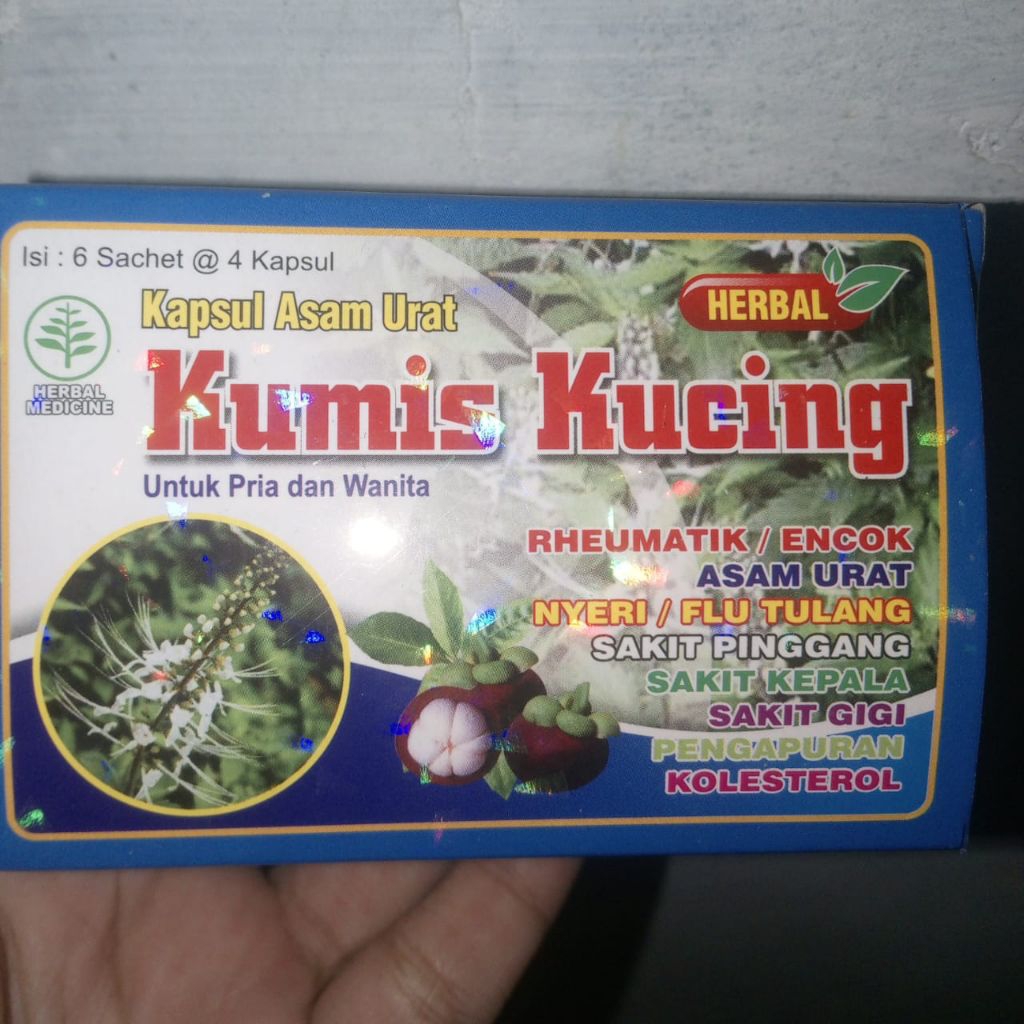 Isi : 6 Sachet @ 4 Kapsul
HERBAL
MEDICINE
Kapsul Asam Urat
HERBAL
Kumis Kucing
Untuk Pria dan Wanita
RHEUMATIK / ENCOK
ASAM URAT
NYERI / FLU TULANG
SAKIT PINGGANG
SAKIT KEPALA
SAKIT GIGI
PENGAPURAN
KOLESTEROL